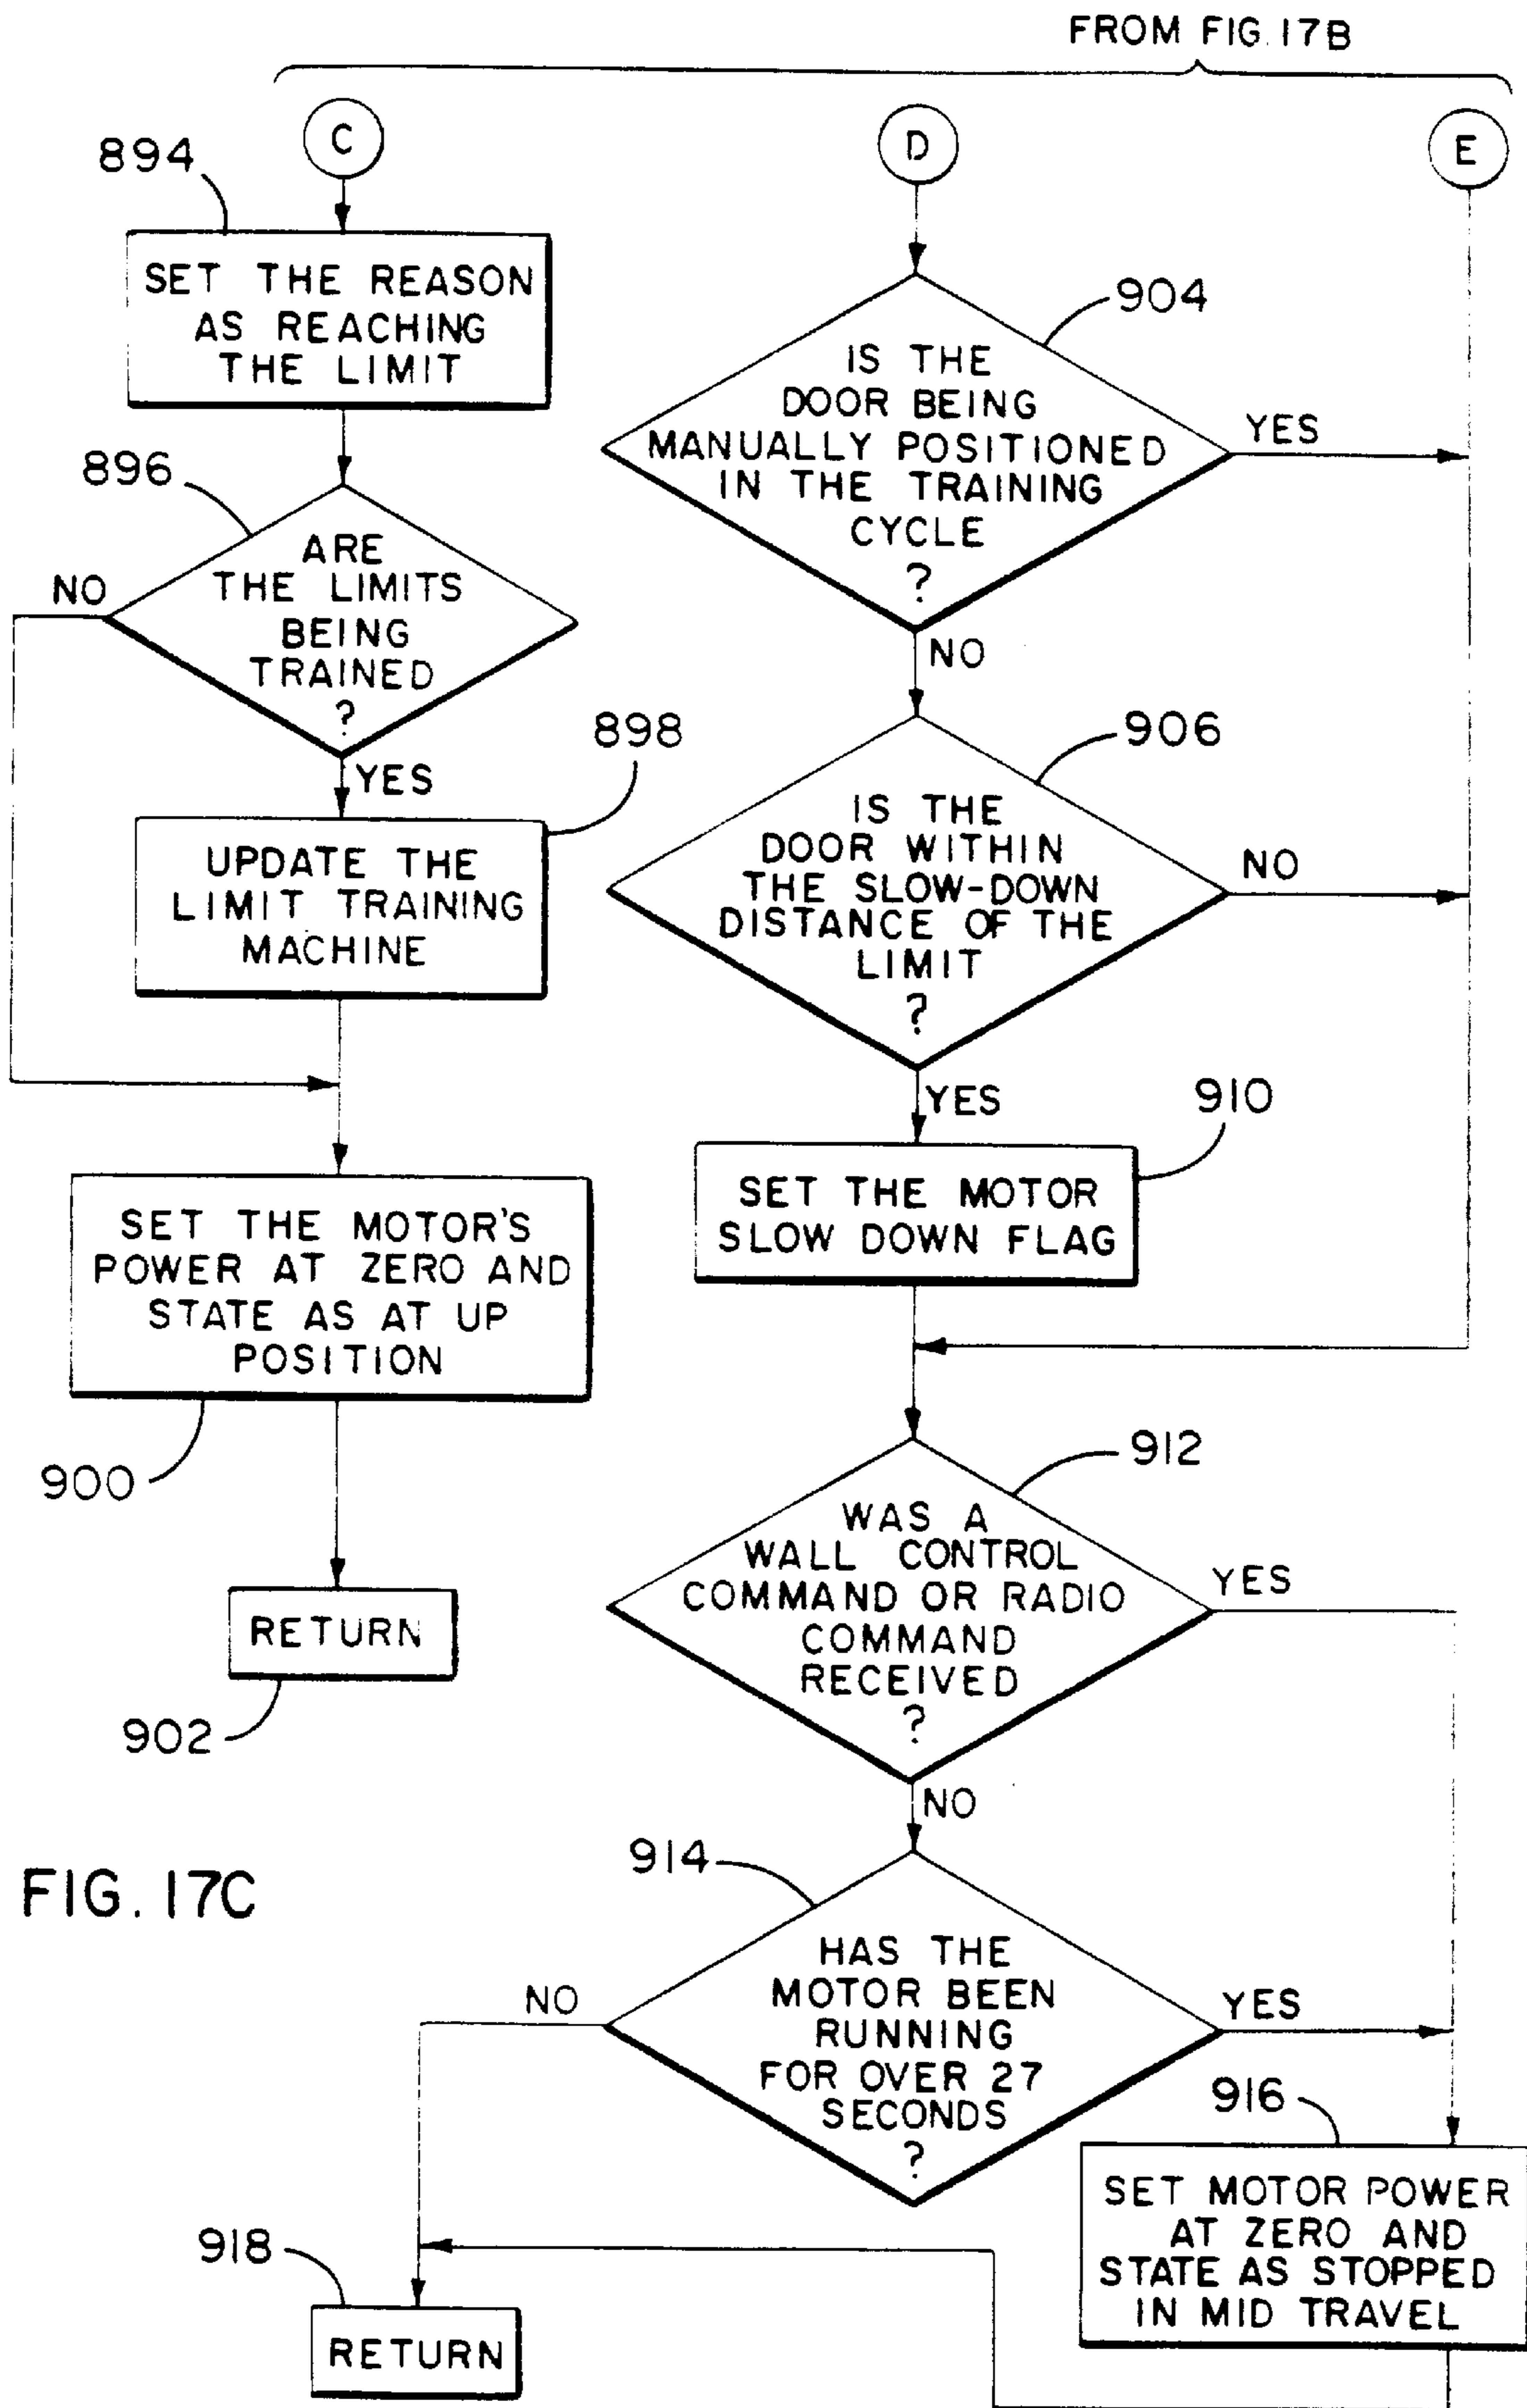 FROM FIG. 17B
C
D
E
894
SET THE REASON
AS REACHING
THE LIMIT
896
ARE
THE LIMITS
BEING
TRAINED
?
NO
YES
898
UPDATE THE
LIMIT TRAINING
MACHINE
SET THE MOTOR'S
POWER AT ZERO AND
STATE AS AT UP
POSITION
900
RETURN
902
904
IS THE
DOOR BEING
MANUALLY POSITIONED
IN THE TRAINING
CYCLE
?
YES
NO
906
IS THE
DOOR WITHIN
THE SLOW-DOWN
DISTANCE OF THE
LIMIT
?
NO
YES
910
SET THE MOTOR
SLOW DOWN FLAG
912
WAS A
WALL CONTROL
COMMAND OR RADIO
COMMAND
RECEIVED
?
YES
NO
914
HAS THE
MOTOR BEEN
RUNNING
FOR OVER 27
SECONDS
?
NO
YES
916
SET MOTOR POWER
AT ZERO AND
STATE AS STOPPED
IN MID TRAVEL
918
RETURN
FIG. 17C